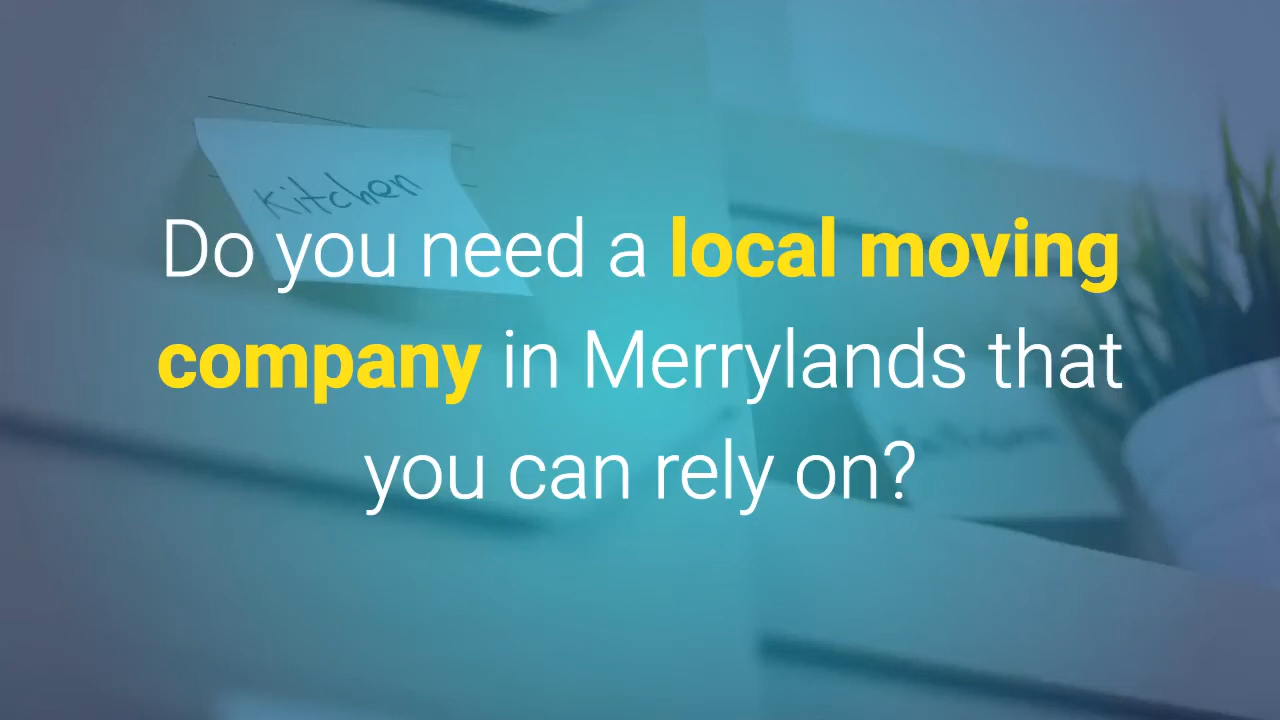 Kitchen
Do you need a local moving
company in Merrylands that
you can rely on?